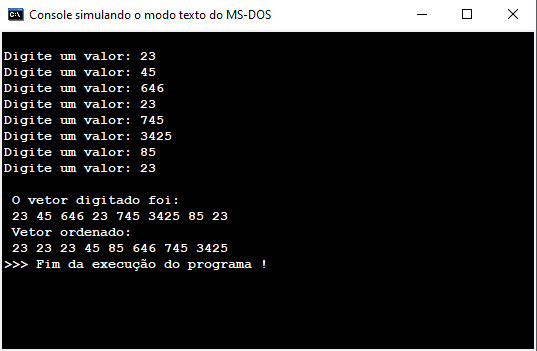 Console simulando o modo texto do MS-DOS
Digite um valor: 23
Digite um valor: 45
Digite um valor: 646
Digite um valor: 23
Digite um valor: 745
Digite um valor: 3425
Digite um valor: 85
Digite um valor: 23
O vetor digitado foi:
23 45 646 23 745 3425 85 23
Vetor ordenado:
23 23 23 45 85 646 745 3425
>>> Fim da execução do programa !